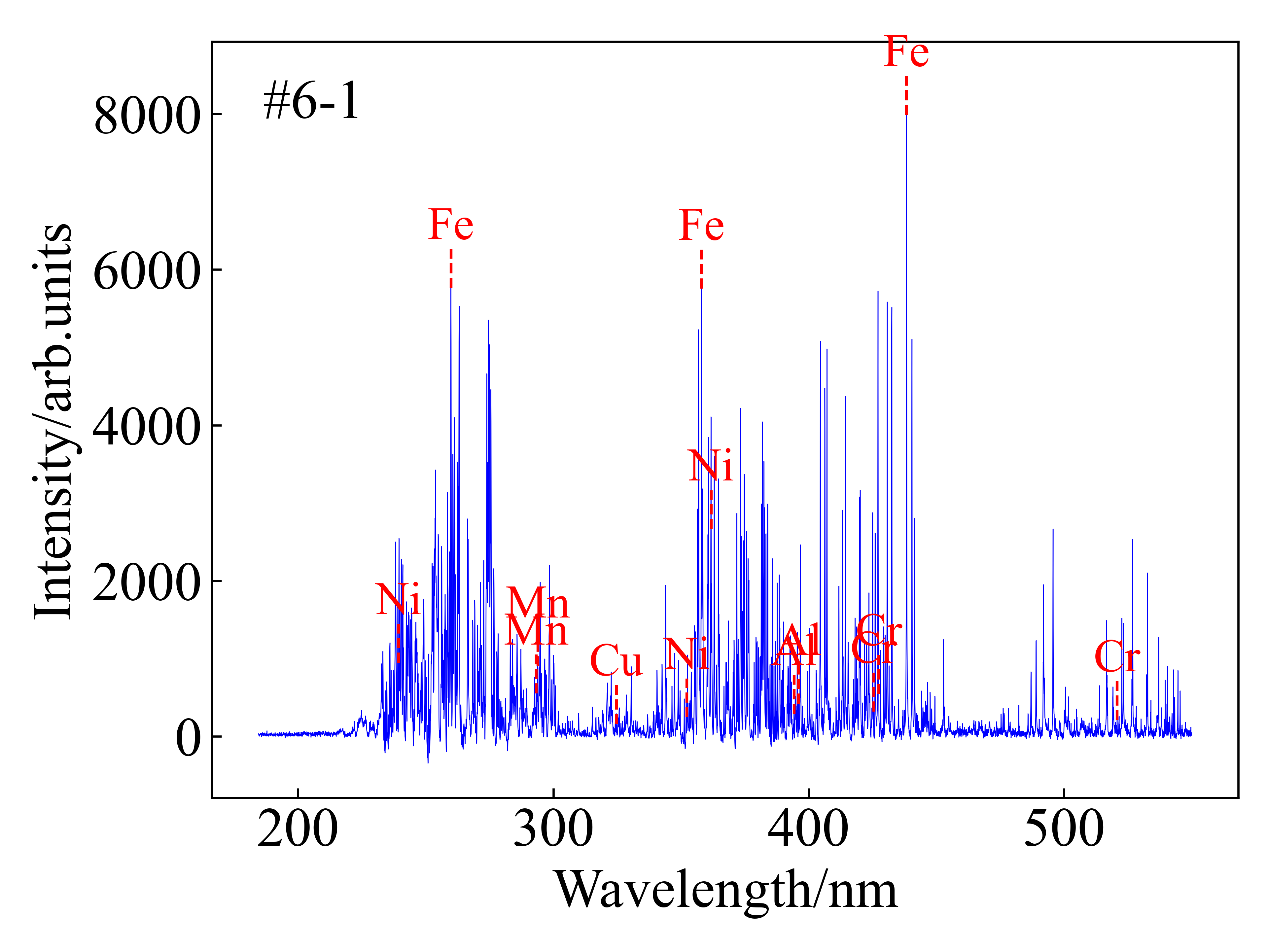 #6-1
Fe
8000
Fe
Fe
6000
Intensity/arb.units
4000
Ni
2000
Ni
Mn
Mn
Cu
Ni
Al
Al
Cr
Cr
Cr
0
200
300
400
500
Wavelength/nm